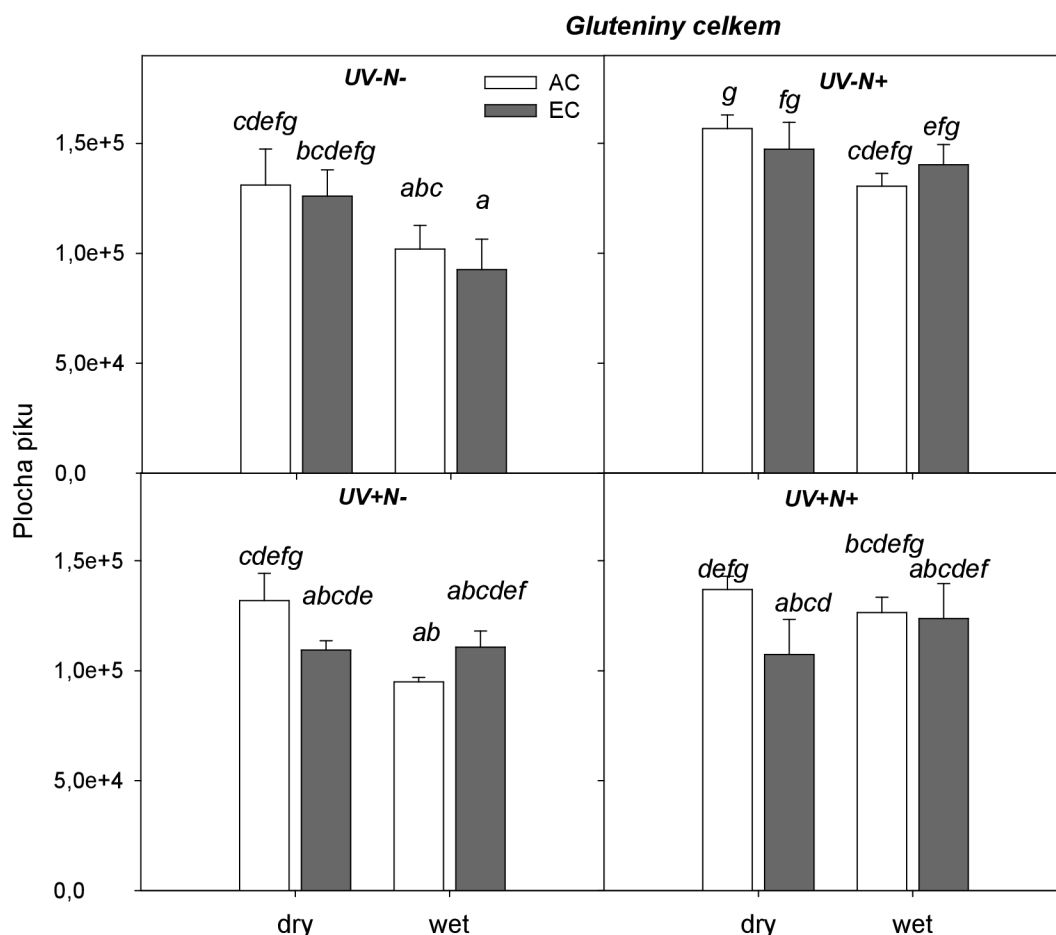 Gluteniny celkem
UV-N-
AC
EC
UV-N+
cdefg
bcdefg
abc
a
g
fg
cdefg
efg
1,5e+5
1,0e+5
5,0e+4
0,0
Plocha píku
UV+N-
UV+N+
cdefg
abcde
ab
abcdef
defg
abcd
bcdefg
abcdef
1,5e+5
1,0e+5
5,0e+4
0,0
dry
wet
dry
wet